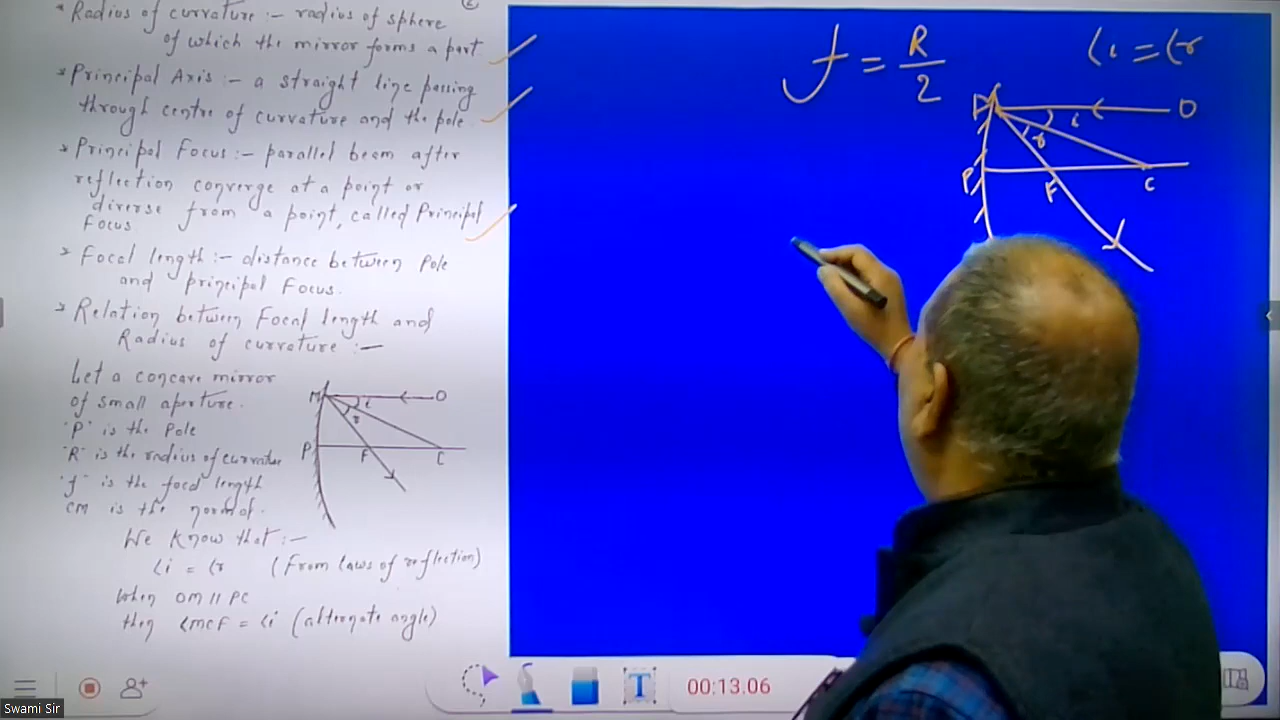 (2)
* Radius of curvature :- radius of sphere
of which the mirror forms a part
* Principal Axis :- a straight line passing
through centre of curvature and the pole.
* Principal Focus :- parallel beam after
reflection converge at a point or
diverse from a point, called Principal
Focus
* Focal length :- distance between Pole
and principal Focus.
* Relation between Focal length and
Radius of curvature :-
Let a concave mirror
of small aperture.
"P" is the Pole
"R" is the radius of curvature
"f" is the focal length
CM is the normal.
M i O
r
P F C
We Know that :-
<i = <r (From laws of reflection)
When OM || PC
then <MCF = <i (alternate angle)
f = R/2
<i = <r
M i O
r
P F C
00:13.06
T
Swami Sir